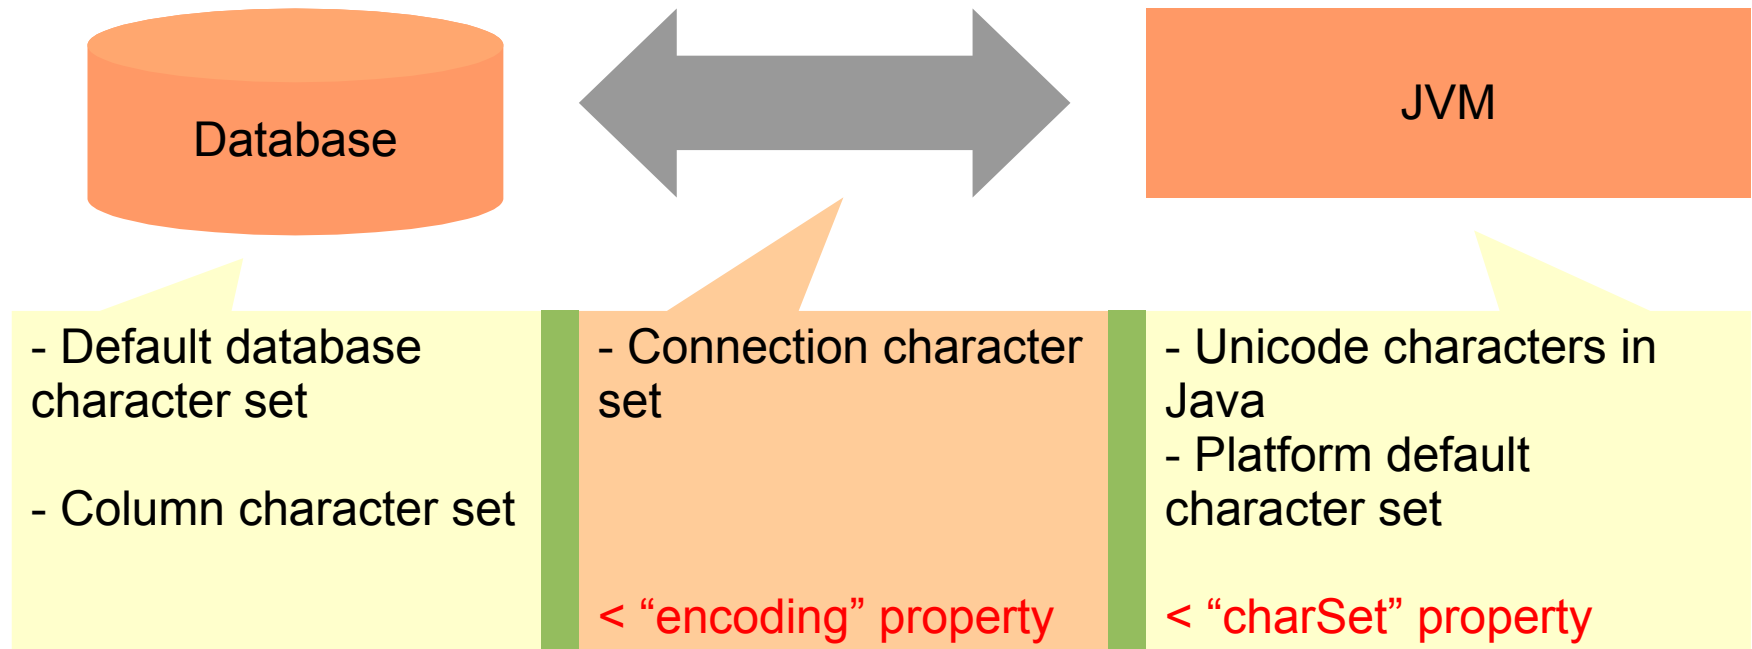 Database
JVM
- Default database
character set
- Column character set
- Connection character
set
< “encoding” property
- Unicode characters in
Java
- Platform default
character set
< “charSet” property